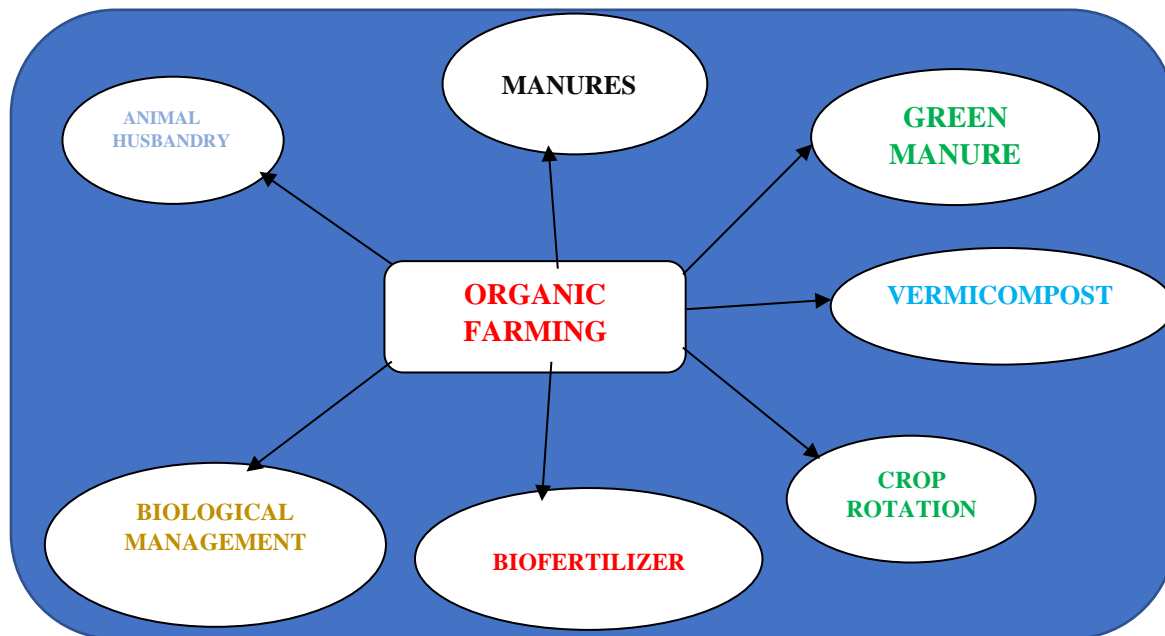 MANURES
ANIMAL
HUSBANDRY
GREEN
MANURE
ORGANIC
FARMING
VERMICOMPOST
CROP
ROTATION
BIOLOGICAL
MANAGEMENT
BIOFERTILIZER